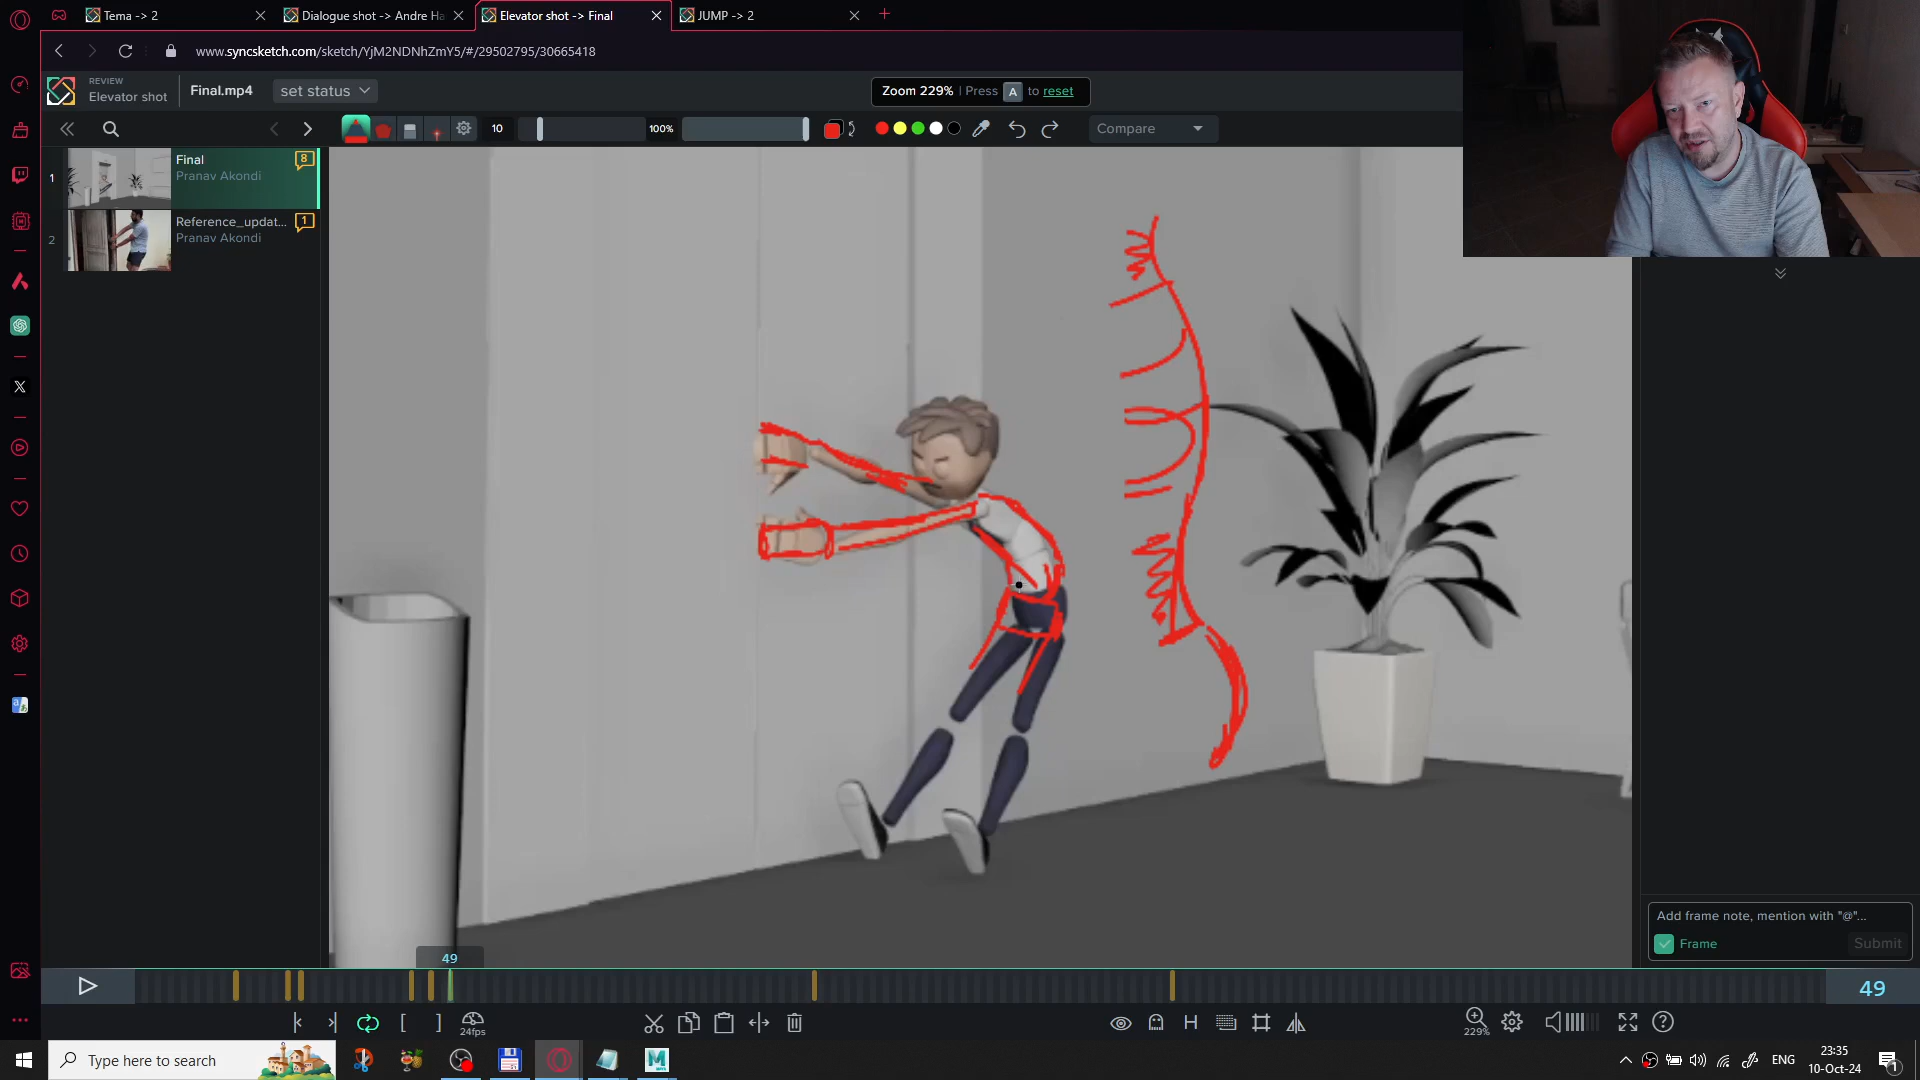 Tema -> 2
Dialogue shot -> Andre Ha
Elevator shot -> Final
JUMP -> 2
www.syncsketch.com/sketch/YjM2NDNhZmY5/#/29502795/30665418
REVIEW
Elevator shot
Final.mp4
set status
Zoom 229% | Press A to reset
10
100%
Compare
1
Final
Pranav Akondi
8
2
Reference_updat...
Pranav Akondi
1
Add frame note, mention with "@"...
Frame
Submit
49
49
24fps
H
229%
Type here to search
ENG
23:35
10-Oct-24
1